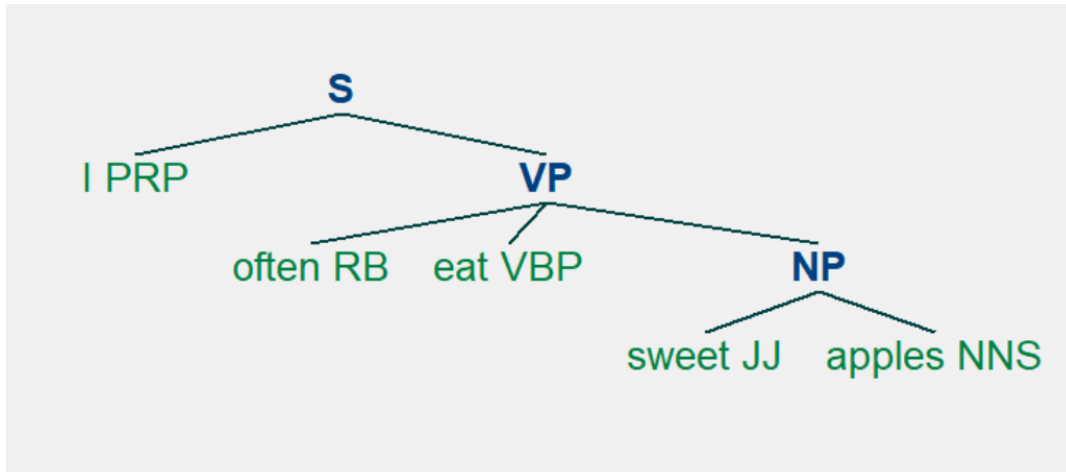 S
I PRP VP
often RB eat VBP NP
sweet JJ apples NNS